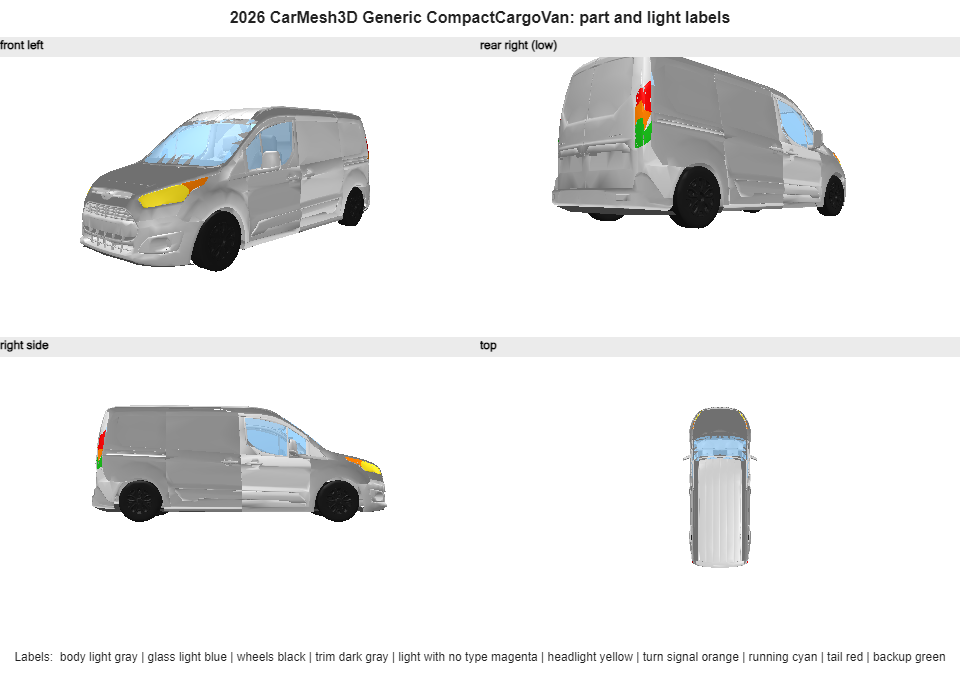 2026 CarMesh3D Generic CompactCargoVan: part and light labels
front left
rear right (low)
right side
top
Labels: body light gray | glass light blue | wheels black | trim dark gray | light with no type magenta | headlight yellow | turn signal orange | running cyan | tail red | backup green